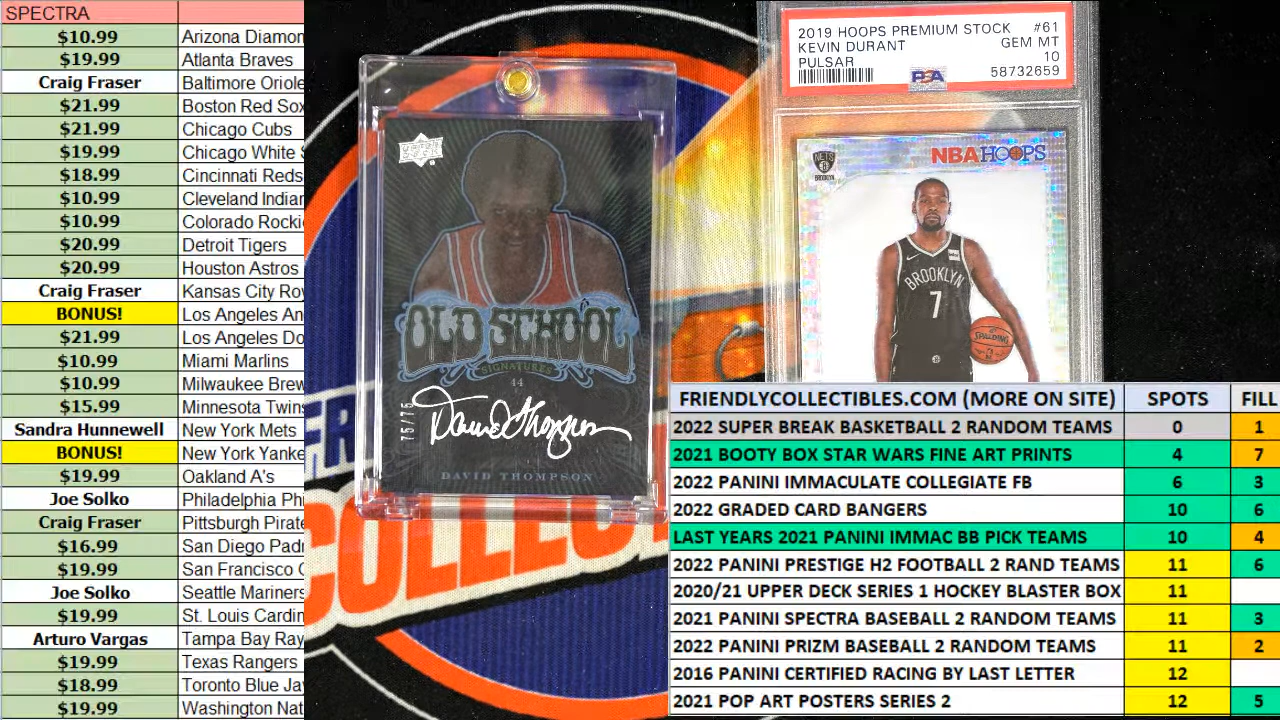 SPECTRA
$10.99 Arizona Diamon
$19.99 Atlanta Braves
Craig Fraser Baltimore Oriole
$21.99 Boston Red Sox
$21.99 Chicago Cubs
$19.99 Chicago White S
$18.99 Cincinnati Reds
$10.99 Cleveland Indian
$10.99 Colorado Rockie
$20.99 Detroit Tigers
$20.99 Houston Astros
Craig Fraser Kansas City Roy
BONUS! Los Angeles An
$21.99 Los Angeles Do
$10.99 Miami Marlins
$10.99 Milwaukee Brew
$15.99 Minnesota Twins
Sandra Hunnewell New York Mets
BONUS! New York Yanke
$19.99 Oakland A's
Joe Solko Philadelphia Phi
Craig Fraser Pittsburgh Pirate
$16.99 San Diego Padr
$19.99 San Francisco G
Joe Solko Seattle Mariners
$19.99 St. Louis Cardin
Arturo Vargas Tampa Bay Ray
$19.99 Texas Rangers
$18.99 Toronto Blue Jay
$19.99 Washington Nat
UPPER DECK
OLD SCHOOL
SIGNATURES
44
75/75
David Thompson
DAVID THOMPSON
FR
COLLEC
2019 HOOPS PREMIUM STOCK #61
KEVIN DURANT GEM MT
PULSAR 10
PSA 58732659
NETS
BROOKLYN
NBA HOOPS
BROOKLYN
7
SPALDING
FRIENDLYCOLLECTIBLES.COM (MORE ON SITE) SPOTS FILL
2022 SUPER BREAK BASKETBALL 2 RANDOM TEAMS 0 1
2021 BOOTY BOX STAR WARS FINE ART PRINTS 4 7
2022 PANINI IMMACULATE COLLEGIATE FB 6 3
2022 GRADED CARD BANGERS 10 6
LAST YEARS 2021 PANINI IMMAC BB PICK TEAMS 10 4
2022 PANINI PRESTIGE H2 FOOTBALL 2 RAND TEAMS 11 6
2020/21 UPPER DECK SERIES 1 HOCKEY BLASTER BOX 11
2021 PANINI SPECTRA BASEBALL 2 RANDOM TEAMS 11 3
2022 PANINI PRIZM BASEBALL 2 RANDOM TEAMS 11 2
2016 PANINI CERTIFIED RACING BY LAST LETTER 12
2021 POP ART POSTERS SERIES 2 12 5